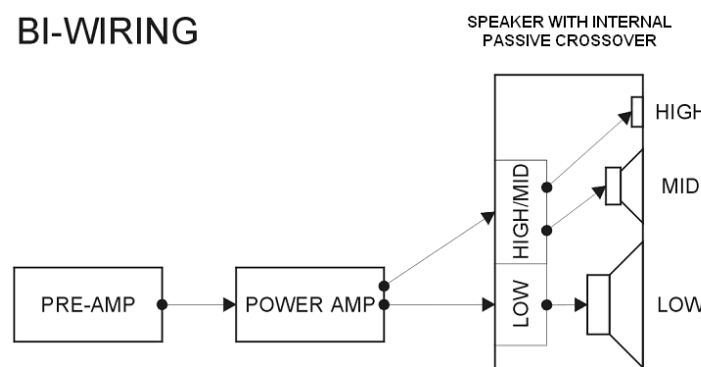 BI-WIRING
SPEAKER WITH INTERNAL
PASSIVE CROSSOVER
HIGH
HIGH/MID
MID
PRE-AMP
POWER AMP
LOW
LOW